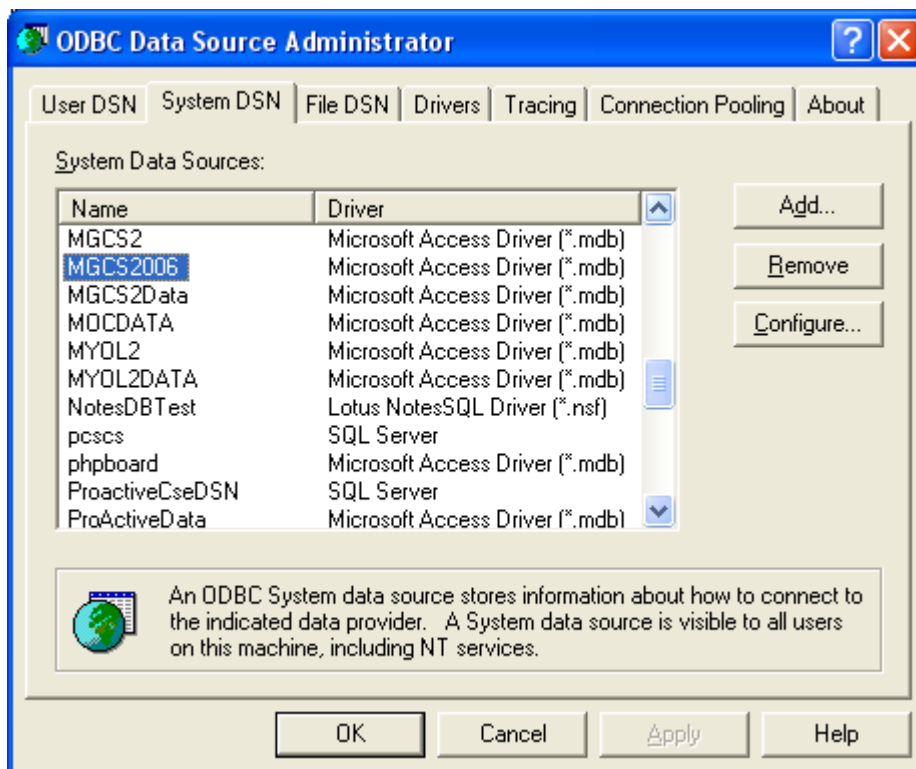 ODBC Data Source Administrator
User DSN System DSN File DSN Drivers Tracing Connection Pooling About
System Data Sources:
Name Driver
MGCS2 Microsoft Access Driver (*.mdb)
MGCS2006 Microsoft Access Driver (*.mdb)
MGCS2Data Microsoft Access Driver (*.mdb)
MOCDATA Microsoft Access Driver (*.mdb)
MYOL2 Microsoft Access Driver (*.mdb)
MYOL2DATA Microsoft Access Driver (*.mdb)
NotesDBTest Lotus NotesSQL Driver (*.nsf)
pcscs SQL Server
phpboard Microsoft Access Driver (*.mdb)
ProactiveCseDSN SQL Server
ProActiveData Microsoft Access Driver (*.mdb)
Add...
Remove
Configure...
An ODBC System data source stores information about how to connect to
the indicated data provider. A System data source is visible to all users
on this machine, including NT services.
OK Cancel Apply Help